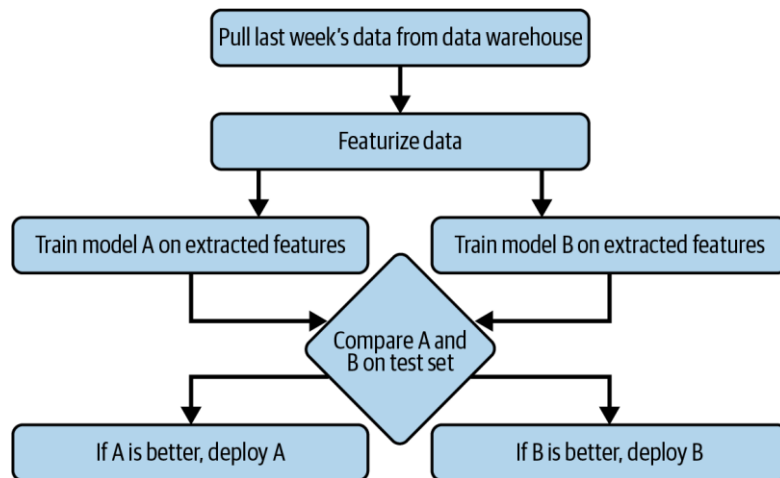 Pull last week's data from data warehouse
Featurize data
Train model A on extracted features
Train model B on extracted features
Compare A and
B on test set
If A is better, deploy A
If B is better, deploy B